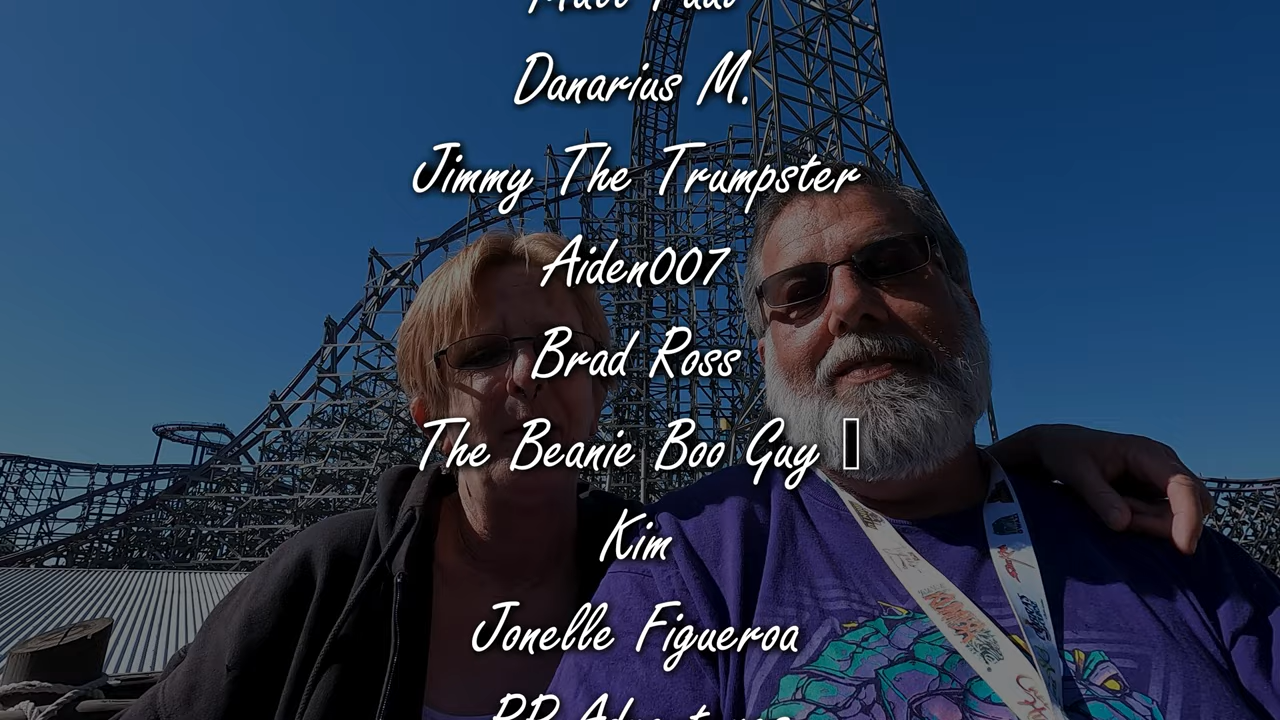 Danarius M.
Jimmy The Trumpster
Aiden007
Brad Ross
The Beanie Boo Guy
Kim
Jonelle Figueroa